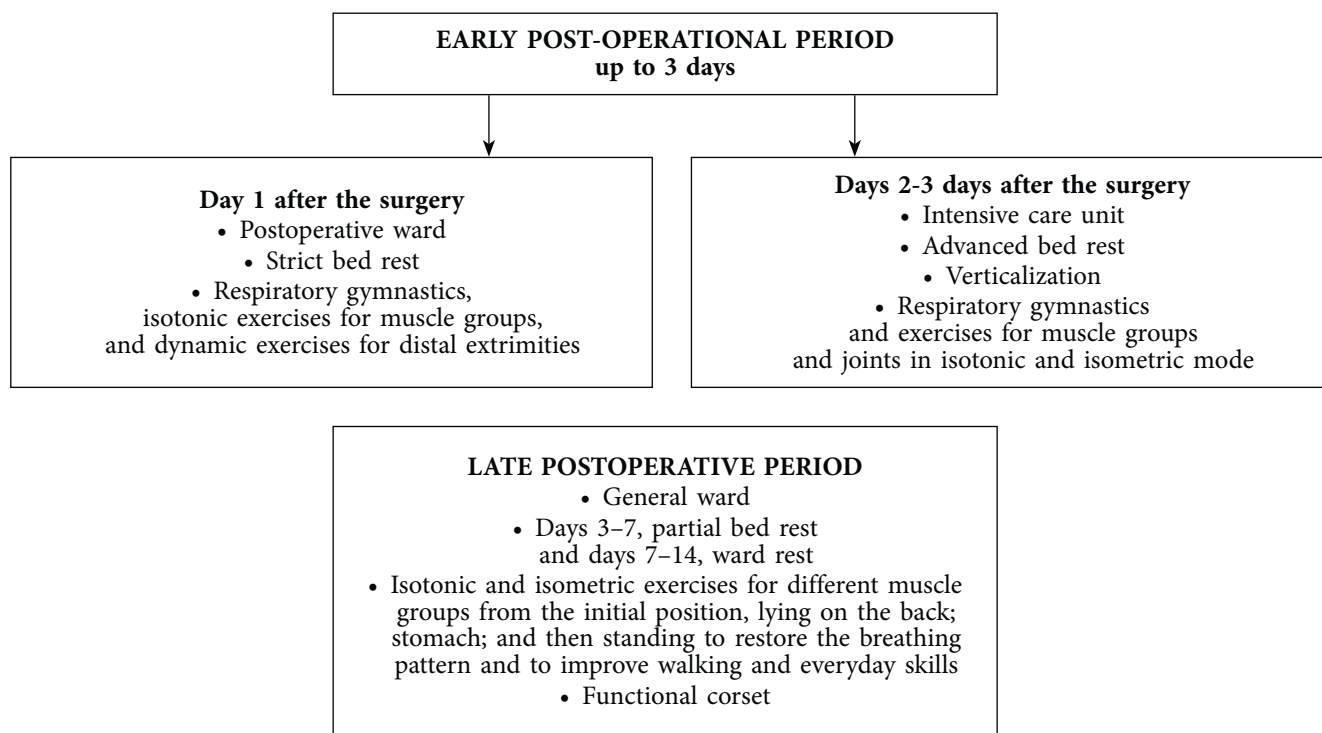 EARLY POST-OPERATIONAL PERIOD
up to 3 days
Day 1 after the surgery
• Postoperative ward
• Strict bed rest
• Respiratory gymnastics,
isotonic exercises for muscle groups,
and dynamic exercises for distal extrimities
Days 2-3 days after the surgery
• Intensive care unit
• Advanced bed rest
• Verticalization
• Respiratory gymnastics
and exercises for muscle groups
and joints in isotonic and isometric mode
LATE POSTOPERATIVE PERIOD
• General ward
• Days 3–7, partial bed rest
and days 7–14, ward rest
• Isotonic and isometric exercises for different muscle
groups from the initial position, lying on the back;
stomach; and then standing to restore the breathing
pattern and to improve walking and everyday skills
• Functional corset